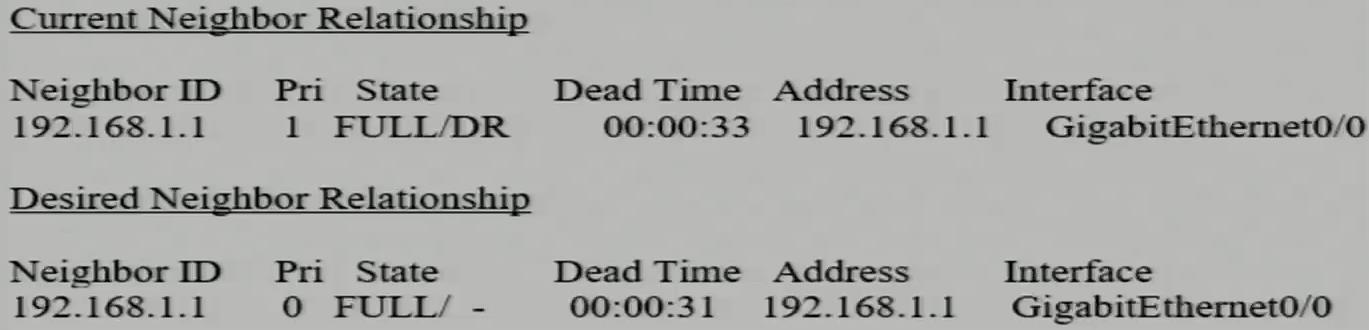 Current Neighbor Relationship
Neighbor ID Pri State Dead Time Address Interface
192.168.1.1 1 FULL/DR 00:00:33 192.168.1.1 GigabitEthernet0/0
Desired Neighbor Relationship
Neighbor ID Pri State Dead Time Address Interface
192.168.1.1 0 FULL/ - 00:00:31 192.168.1.1 GigabitEthernet0/0